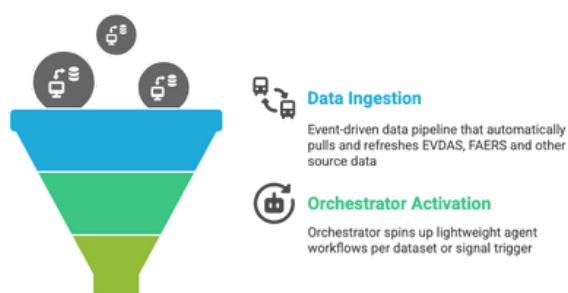 Data Ingestion
Event-driven data pipeline that automatically
pulls and refreshes EVDAS, FAERS and other
source data
Orchestrator Activation
Orchestrator spins up lightweight agent
workflows per dataset or signal trigger